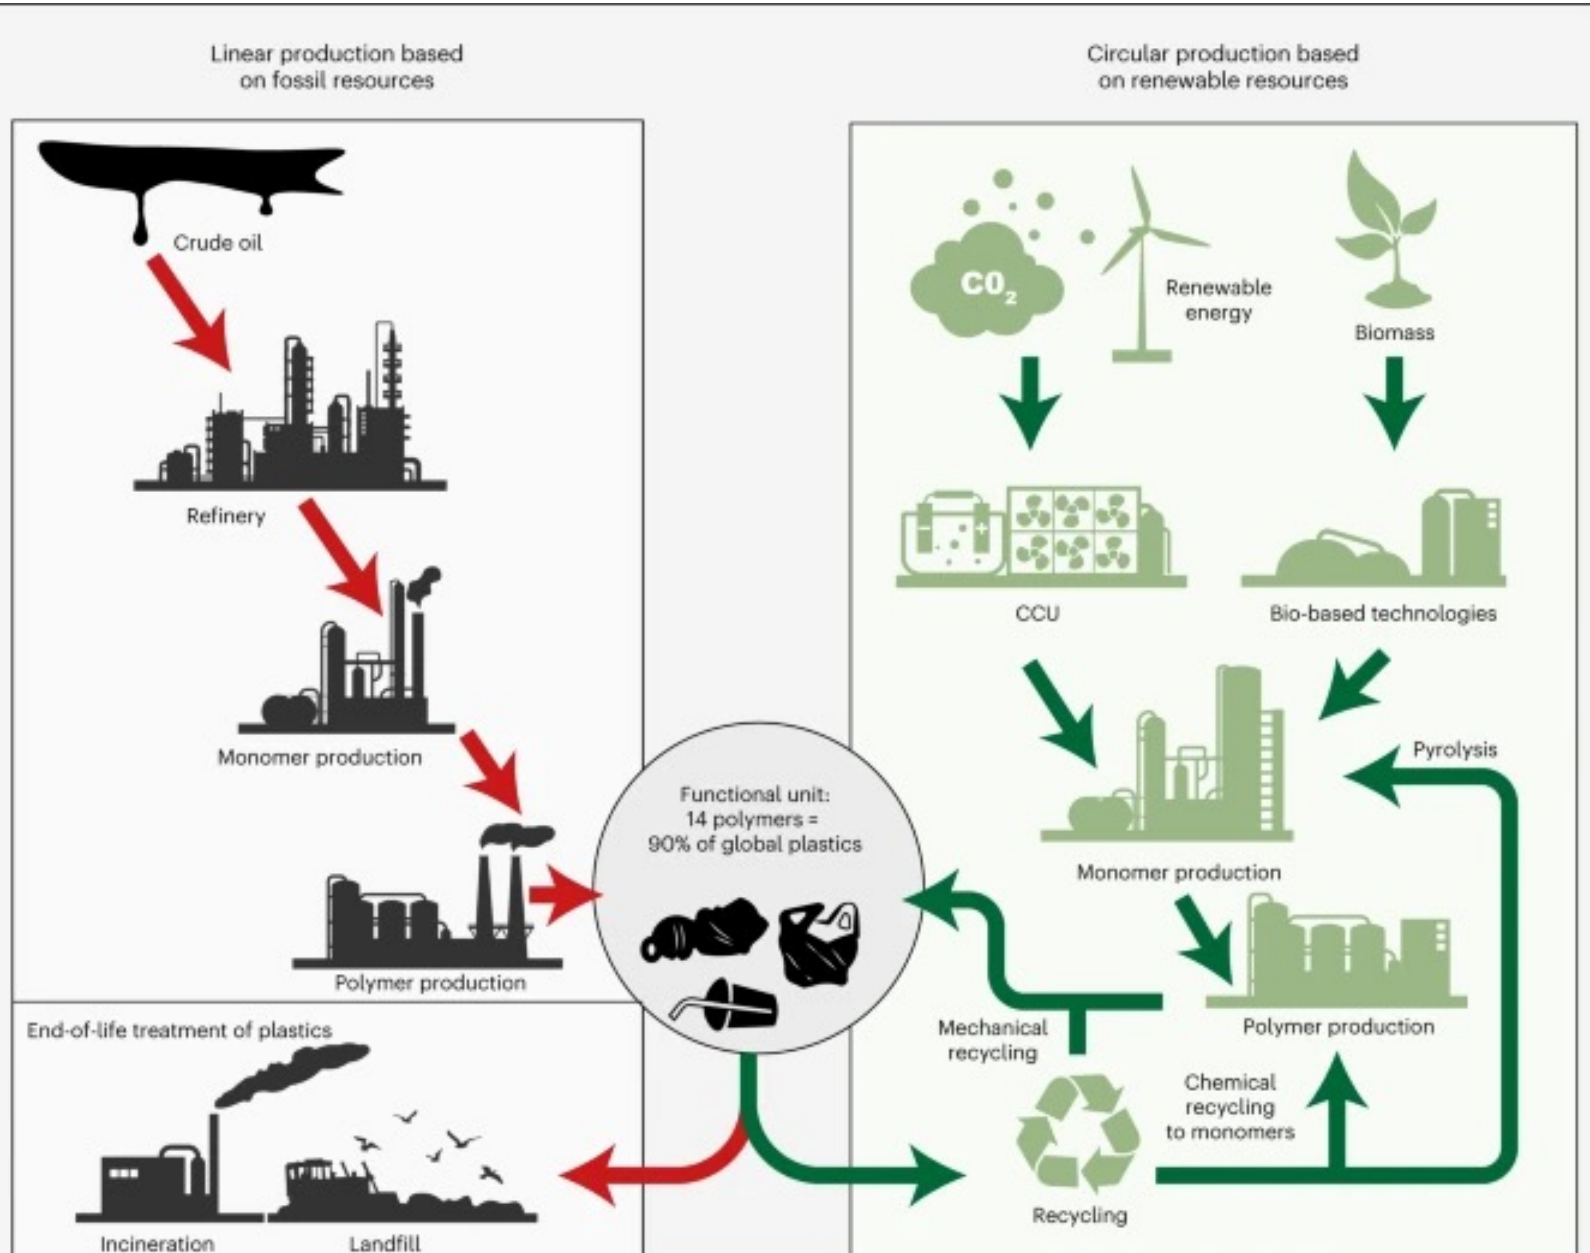 Linear production based
on fossil resources
Crude oil
Refinery
Monomer production
Polymer production
End-of-life treatment of plastics
Incineration
Landfill
Functional unit:
14 polymers =
90% of global plastics
Circular production based
on renewable resources
CO₂
Renewable
energy
Biomass
CCU
Bio-based technologies
Pyrolysis
Monomer production
Polymer production
Mechanical
recycling
Chemical
recycling
to monomers
Recycling